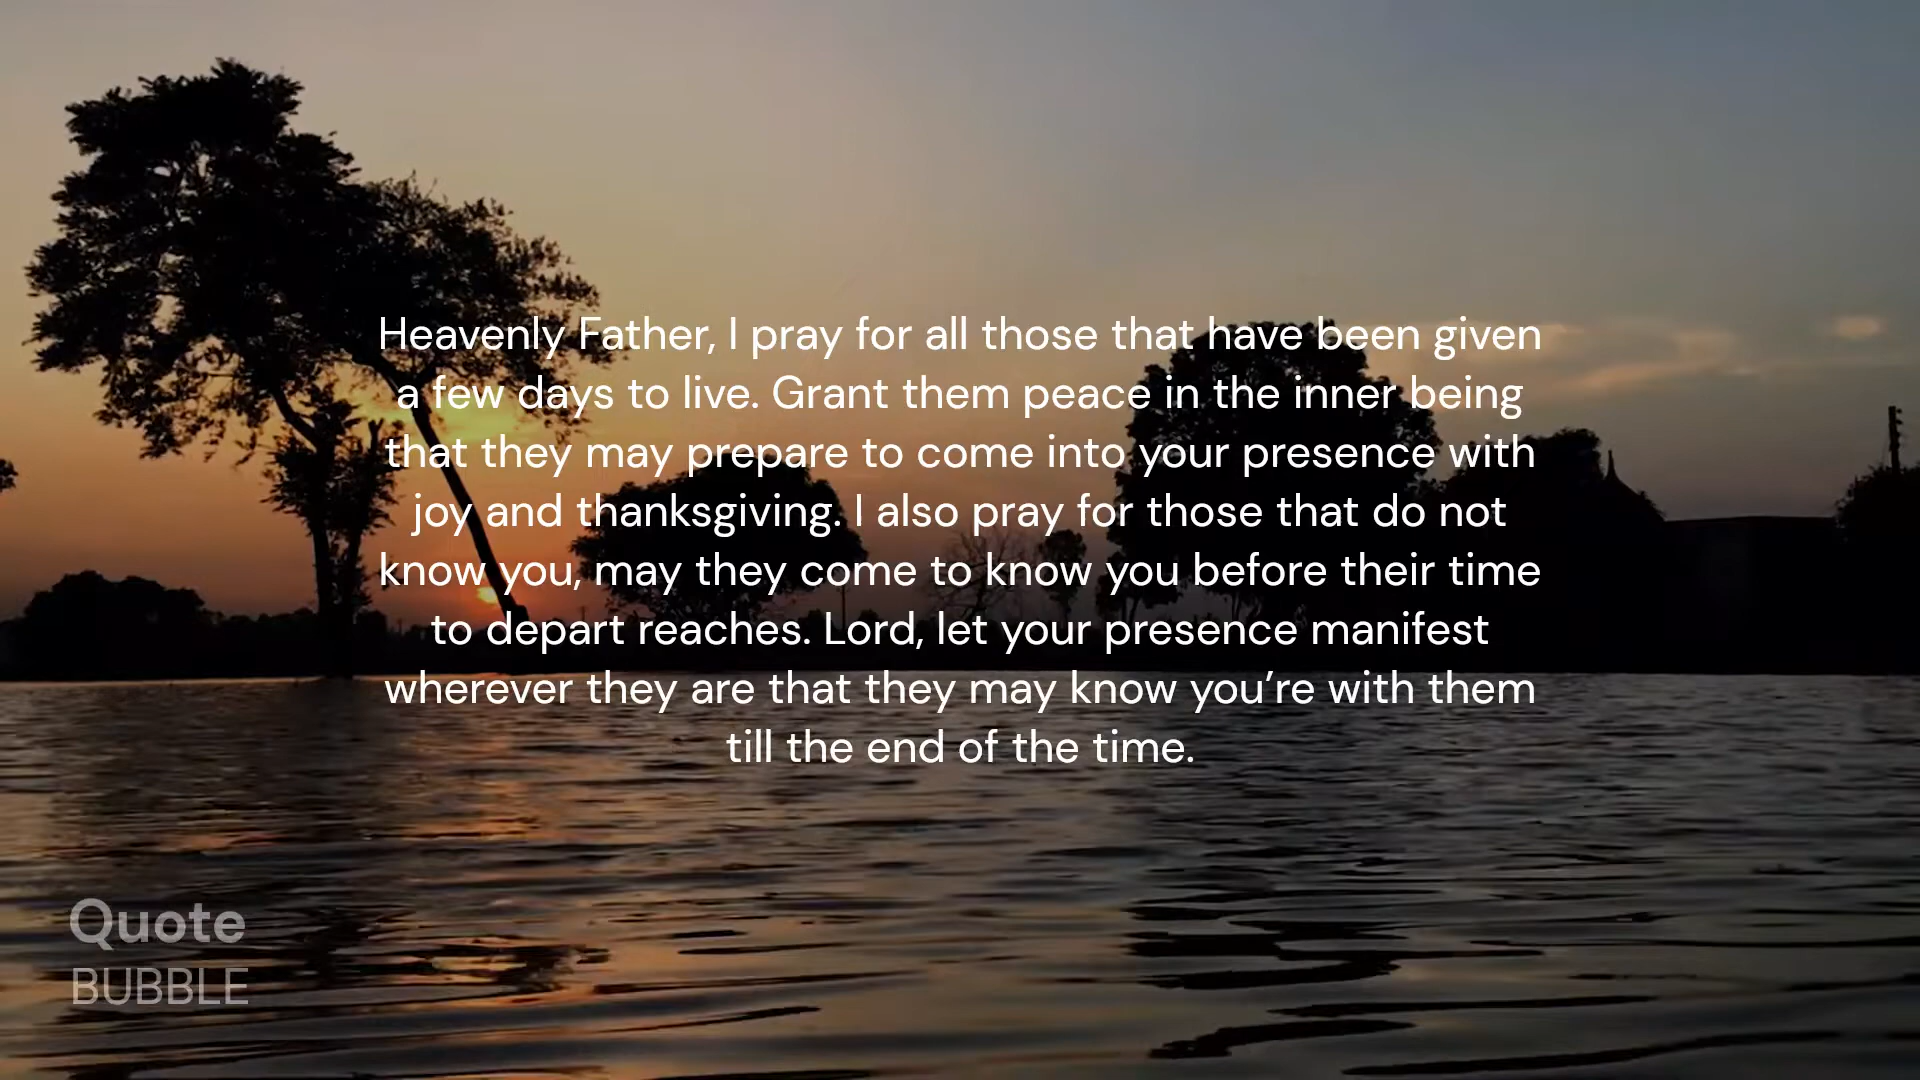 Heavenly Father, I pray for all those that have been given
a few days to live. Grant them peace in the inner being
that they may prepare to come into your presence with
joy and thanksgiving. I also pray for those that do not
know you, may they come to know you before their time
to depart reaches. Lord, let your presence manifest
wherever they are that they may know you’re with them
till the end of the time.
Quote
BUBBLE